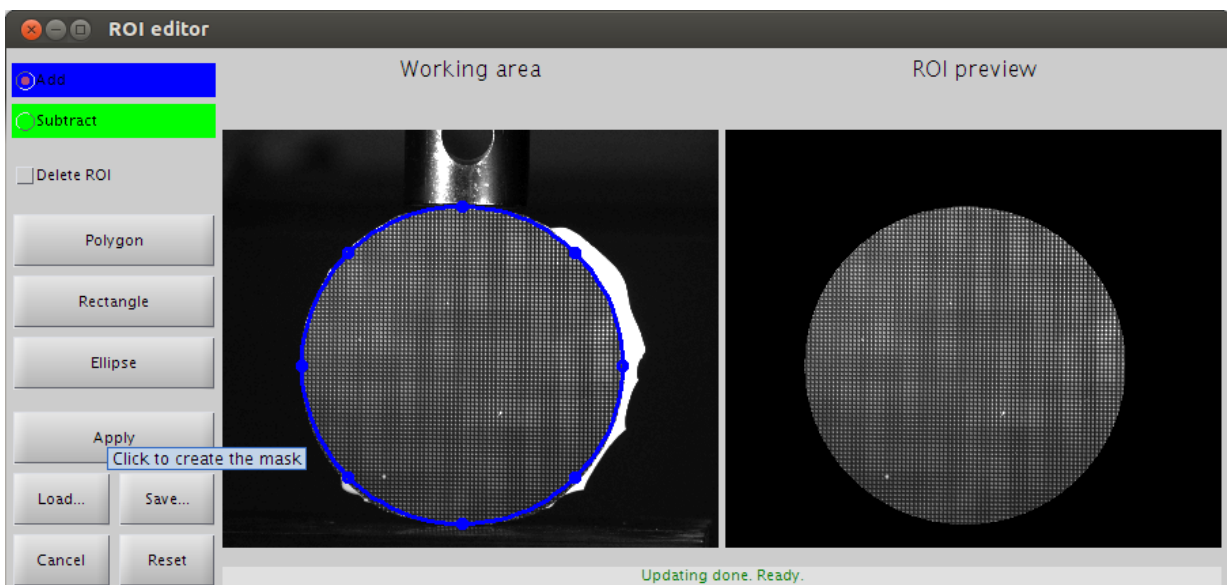 ROI editor
Add
Subtract
Delete ROI
Polygon
Rectangle
Ellipse
Apply
Click to create the mask
Load...
Save...
Cancel
Reset
Working area
ROI preview
Updating done. Ready.